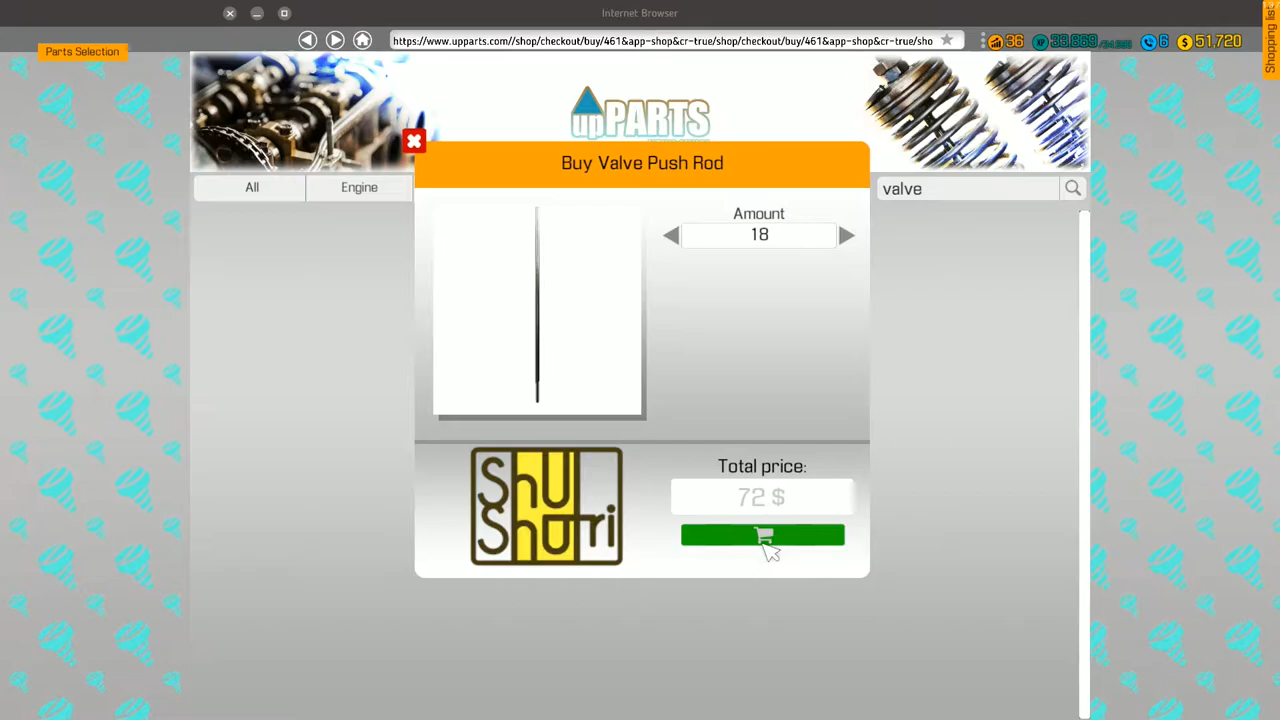 Internet Browser
Parts Selection
https://www.upparts.com//shop/checkout/buy/461&app-shop&cr-true/shop/checkout/buy/461&app-shop&cr-true/sho
36
6
$ 51,720
Shopping list
upPARTS
Buy Valve Push Rod
All
Engine
valve
Amount
18
Shu
Shutri
Total price:
72 $